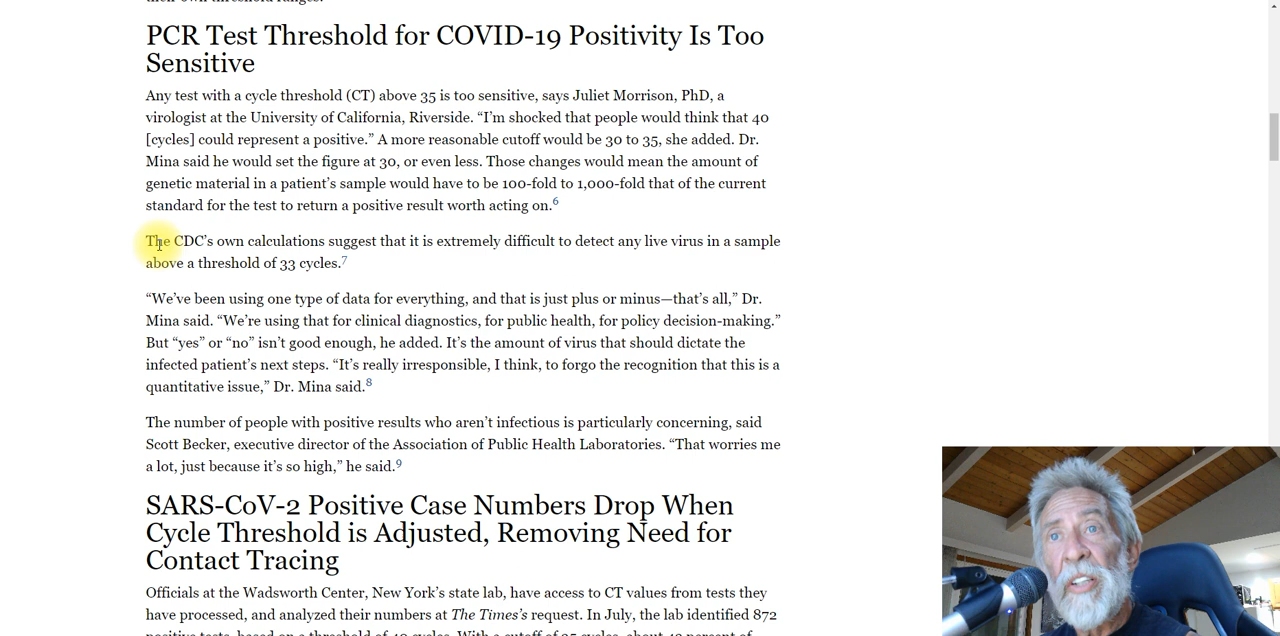 PCR Test Threshold for COVID-19 Positivity Is Too
Sensitive
Any test with a cycle threshold (CT) above 35 is too sensitive, says Juliet Morrison, PhD, a
virologist at the University of California, Riverside. “I’m shocked that people would think that 40
[cycles] could represent a positive.” A more reasonable cutoff would be 30 to 35, she added. Dr.
Mina said he would set the figure at 30, or even less. Those changes would mean the amount of
genetic material in a patient’s sample would have to be 100-fold to 1,000-fold that of the current
standard for the test to return a positive result worth acting on.6
The CDC’s own calculations suggest that it is extremely difficult to detect any live virus in a sample
above a threshold of 33 cycles.7
“We’ve been using one type of data for everything, and that is just plus or minus—that’s all,” Dr.
Mina said. “We’re using that for clinical diagnostics, for public health, for policy decision-making.”
But “yes” or “no” isn’t good enough, he added. It’s the amount of virus that should dictate the
infected patient’s next steps. “It’s really irresponsible, I think, to forgo the recognition that this is a
quantitative issue,” Dr. Mina said.8
The number of people with positive results who aren’t infectious is particularly concerning, said
Scott Becker, executive director of the Association of Public Health Laboratories. “That worries me
a lot, just because it’s so high,” he said.9
SARS-CoV-2 Positive Case Numbers Drop When
Cycle Threshold is Adjusted, Removing Need for
Contact Tracing
Officials at the Wadsworth Center, New York’s state lab, have access to CT values from tests they
have processed, and analyzed their numbers at The Times’s request. In July, the lab identified 872